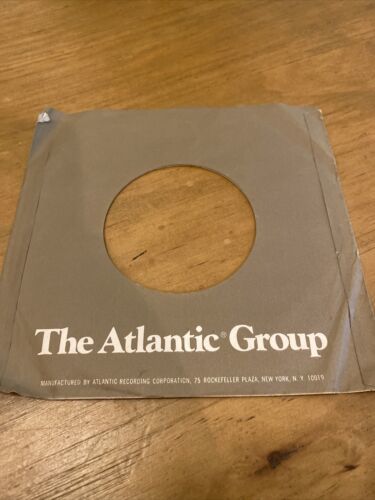 The Atlantic® Group
MANUFACTURED BY ATLANTIC RECORDING CORPORATION, 75 ROCKEFELLER PLAZA, NEW YORK, N. Y. 10019